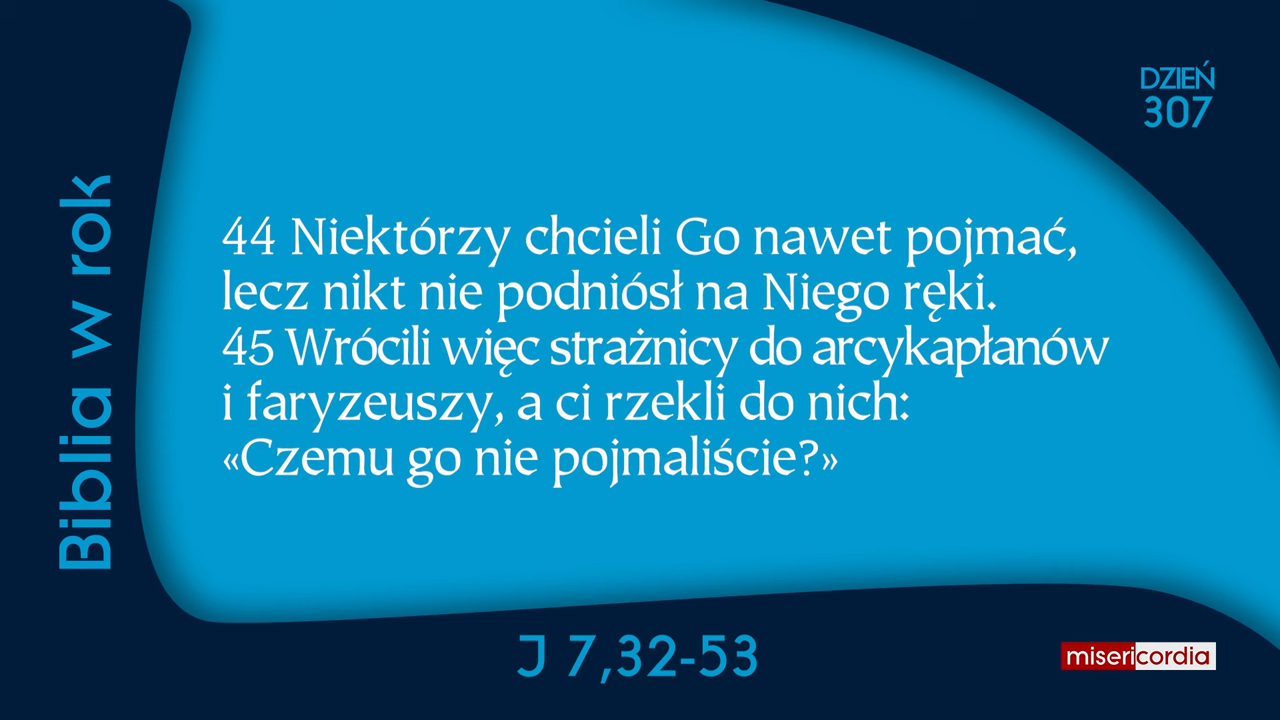 DZIEŃ
307
Biblia w rok
44 Niektórzy chcieli Go nawet pojmać,
lecz nikt nie podniósł na Niego ręki.
45 Wrócili więc strażnicy do arcykapłanów
i faryzeuszy, a ci rzekli do nich:
«Czemu go nie pojmaliście?»
J 7,32-53
misericordia